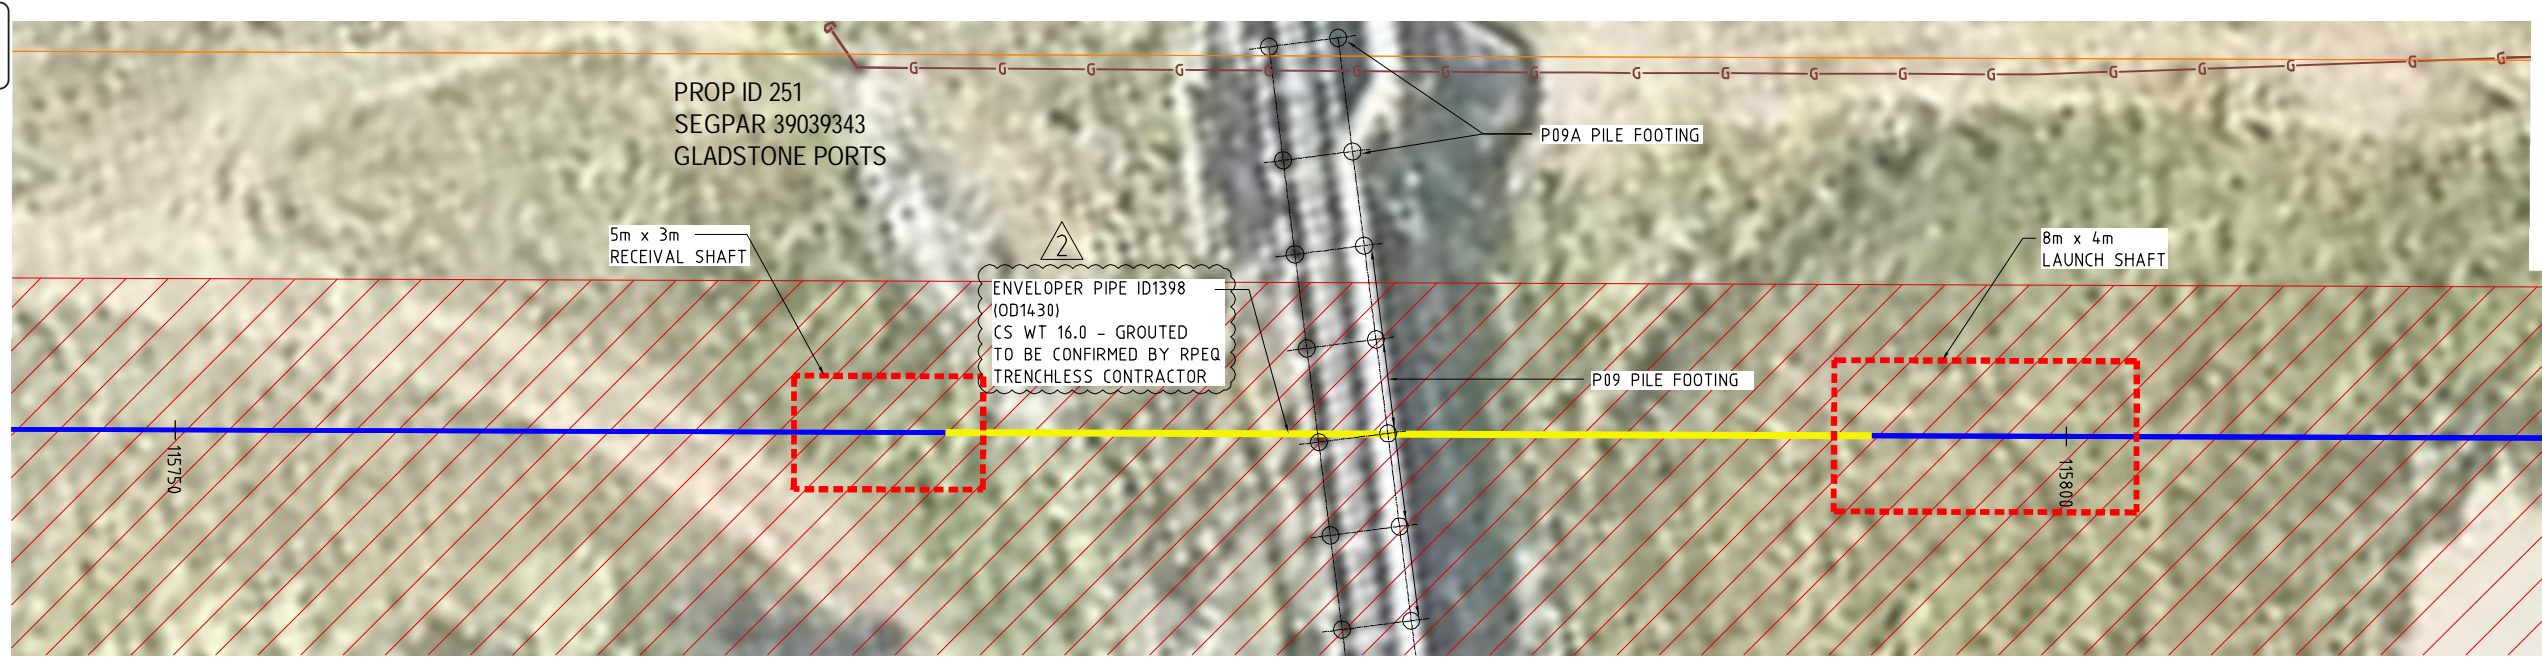 G
G G G G G G G G G G G G G G G G G G
PROP ID 251
SEGPAR 39039343
GLADSTONE PORTS
P09A PILE FOOTING
5m x 3m
RECEIVAL SHAFT
2
8m x 4m
LAUNCH SHAFT
ENVELOPER PIPE ID1398
(OD1430)
CS WT 16.0 - GROUTED
TO BE CONFIRMED BY RPEQ
TRENCHLESS CONTRACTOR
P09 PILE FOOTING
115750
115800